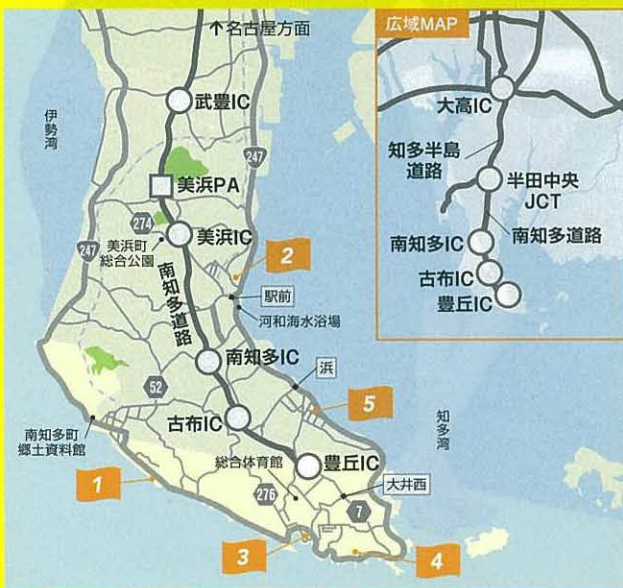 ↑名古屋方面
武豊IC
伊勢湾
247
美浜PA
274
美浜IC
美浜町
総合公園
247
2
駅前
河和海水浴場
南知多道路
南知多IC
浜
52
古布IC
5
南知多町
郷土資料館
知多湾
豊丘IC
総合体育館
1
276
大井西
7
3
4
広域MAP
大高IC
知多半島
道路
半田中央
JCT
南知多IC
南知多道路
古布IC
豊丘IC